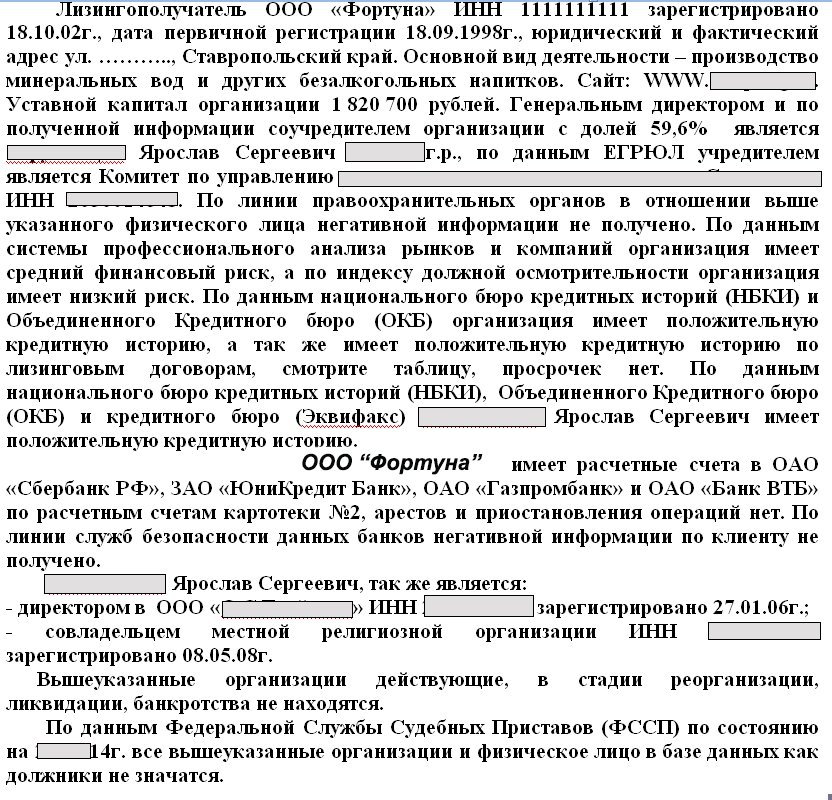 Лизингополучатель ООО «Фортуна» ИНН 1111111111 зарегистрировано
18.10.02г., дата первичной регистрации 18.09.1998г., юридический и фактический
адрес ул. ……….., Ставропольский край. Основной вид деятельности – производство
минеральных вод и других безалкогольных напитков. Сайт: WWW.
Уставной капитал организации 1 820 700 рублей. Генеральным директором и по
полученной информации соучредителем организации с долей 59,6% является
Ярослав Сергеевич г.р., по данным ЕГРЮЛ учредителем
является Комитет по управлению
ИНН . По линии правоохранительных органов в отношении выше
указанного физического лица негативной информации не получено. По данным
системы профессионального анализа рынков и компаний организация имеет
средний финансовый риск, а по индексу должной осмотрительности организация
имеет низкий риск. По данным национального бюро кредитных историй (НБКИ) и
Объединенного Кредитного бюро (ОКБ) организация имеет положительную
кредитную историю, а так же имеет положительную кредитную историю по
лизинговым договорам, смотрите таблицу, просрочек нет. По данным
национального бюро кредитных историй (НБКИ), Объединенного Кредитного бюро
(ОКБ) и кредитного бюро (Эквифакс) Ярослав Сергеевич имеет
положительную кредитную историю.
ООО “Фортуна” имеет расчетные счета в ОАО
«Сбербанк РФ», ЗАО «ЮниКредит Банк», ОАО «Газпромбанк» и ОАО «Банк ВТБ»
по расчетным счетам картотеки №2, арестов и приостановления операций нет. По
линии служб безопасности данных банков негативной информации по клиенту не
получено.
Ярослав Сергеевич, так же является:
- директором в ООО « » ИНН зарегистрировано 27.01.06г.;
- совладельцем местной религиозной организации ИНН
зарегистрировано 08.05.08г.
Вышеуказанные организации действующие, в стадии реорганизации,
ликвидации, банкротства не находятся.
По данным Федеральной Службы Судебных Приставов (ФССП) по состоянию
на 14г. все вышеуказанные организации и физическое лицо в базе данных как
должники не значатся.